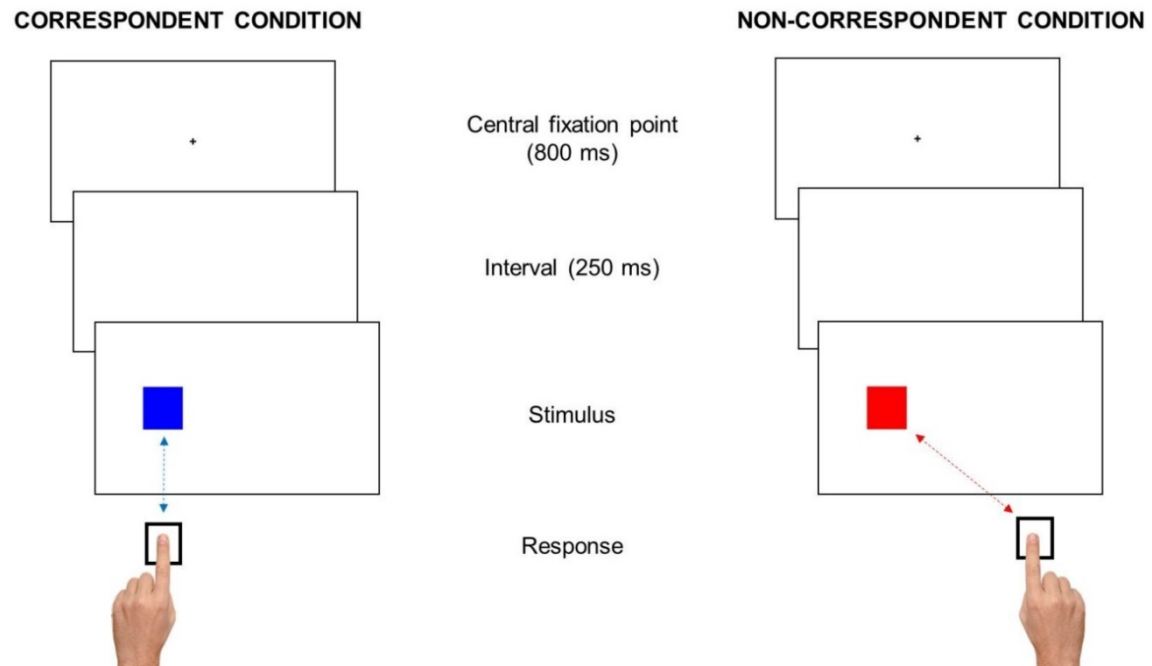 CORRESPONDENT CONDITION
NON-CORRESPONDENT CONDITION
Central fixation point
(800 ms)
Interval (250 ms)
Stimulus
Response